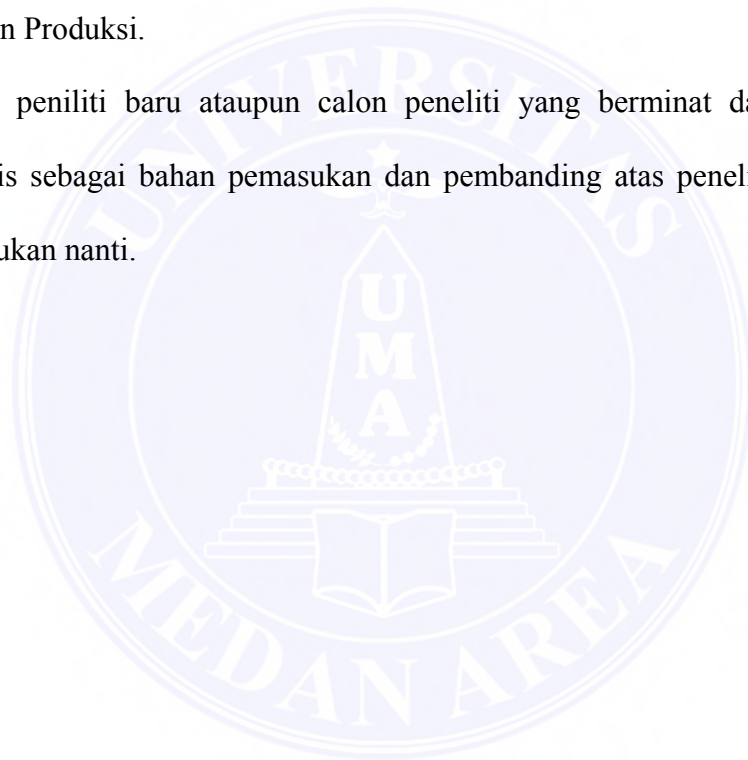 n Produksi.
peniliti baru ataupun calon peneliti yang berminat da
is sebagai bahan pemasukan dan pembanding atas penel
ukan nanti.
UNIVERSITAS
UMA
MEDAN AREA